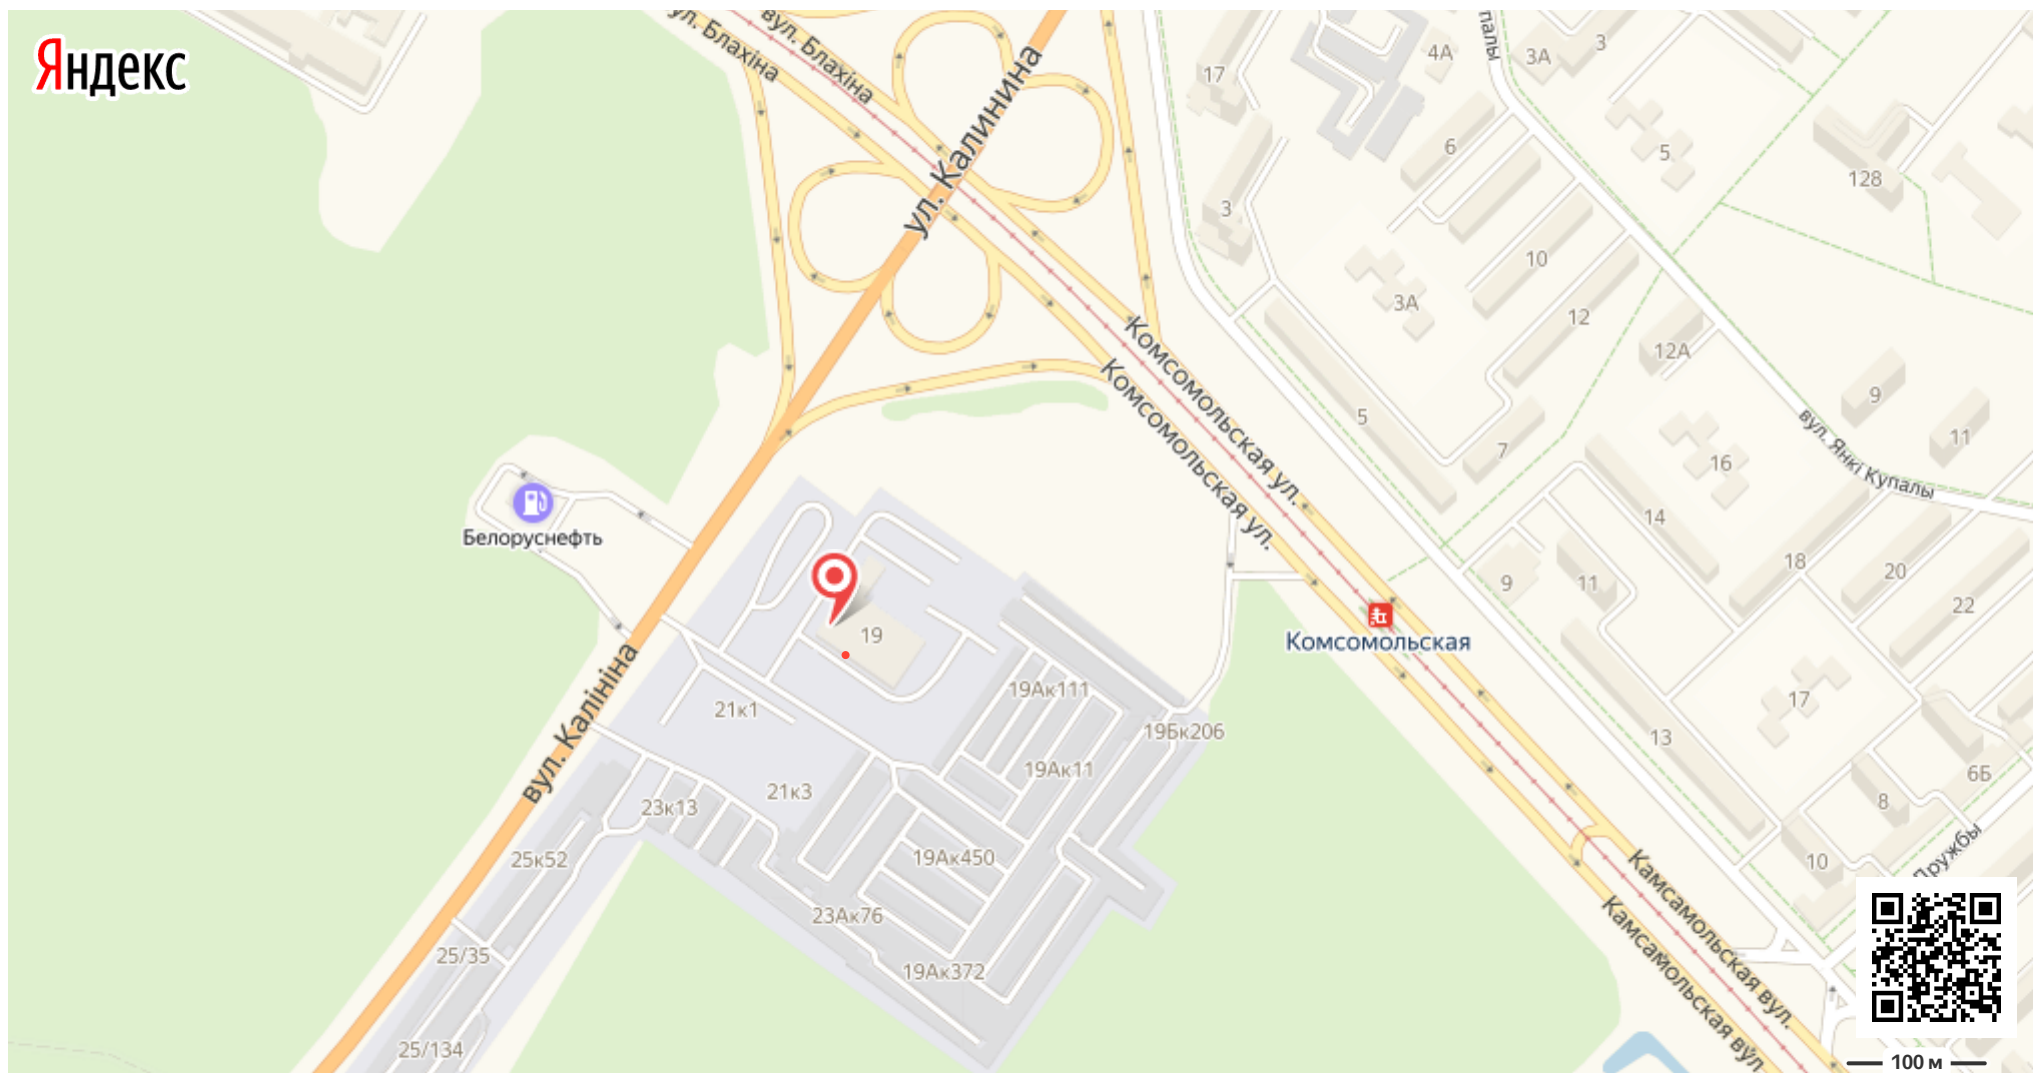 Яндекс
ул. Блахіна
вул. Блахіна
ул. Калинина
17
4А
3А
3
палы
6
5
128
3
10
3А
12
12А
9
11
5
7
16
вул. Янкі Купалы
Комсомольская ул.
Комсомольская ул.
14
18
20
22
9
11
Белоруснефть
19
Комсомольская
вул. Калініна
21к1
19Ак111
19Бк206
19Ак11
17
13
6Б
8
10
Дружбы
21к3
23к13
25к52
19Ак450
23Ак76
19Ак372
25/35
25/134
Камсамольская вул.
Камсамольская вул.
100 м